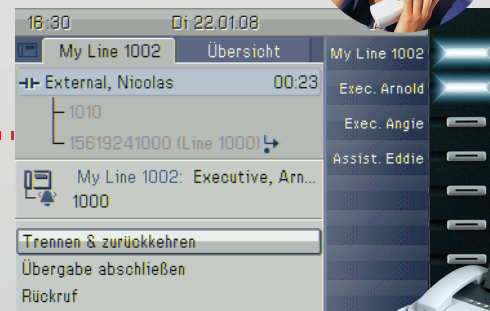 16:30 Di 22.01.08
My Line 1002 Übersicht
External, Nicolas 00:23
1010
15619241000 (Line 1000)
My Line 1002: Executive, Arn...
1000
Trennen & zurückkehren
Übergabe abschließen
Rückruf
My Line 1002
Exec. Arnold
Exec. Angie
Assist. Eddie